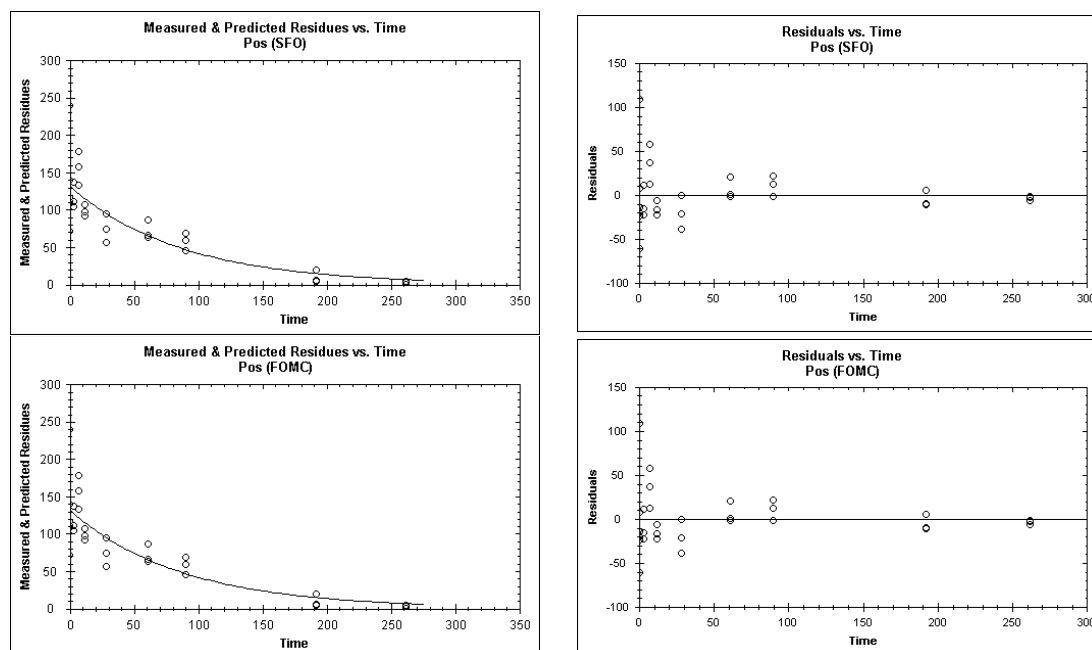 Measured & Predicted Residues vs. Time
Pos (SFO)
300
250
200
150
100
50
0
Measured & Predicted Residues
0 50 100 150 200 250 300 350
Time
Residuals vs. Time
Pos (SFO)
150
100
50
0
-50
-100
Residuals
0 50 100 150 200 250 300
Time
Measured & Predicted Residues vs. Time
Pos (FOMC)
300
250
200
150
100
50
0
Measured & Predicted Residues
0 50 100 150 200 250 300 350
Time
Residuals vs. Time
Pos (FOMC)
150
100
50
0
-50
-100
Residuals
0 50 100 150 200 250 300
Time